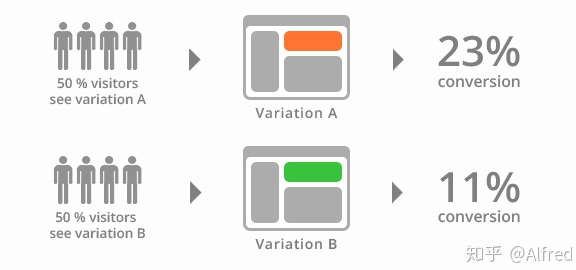 50 % visitors
see variation A
Variation A
23%
conversion
50 % visitors
see variation B
Variation B
11%
conversion
知乎 @Alfred